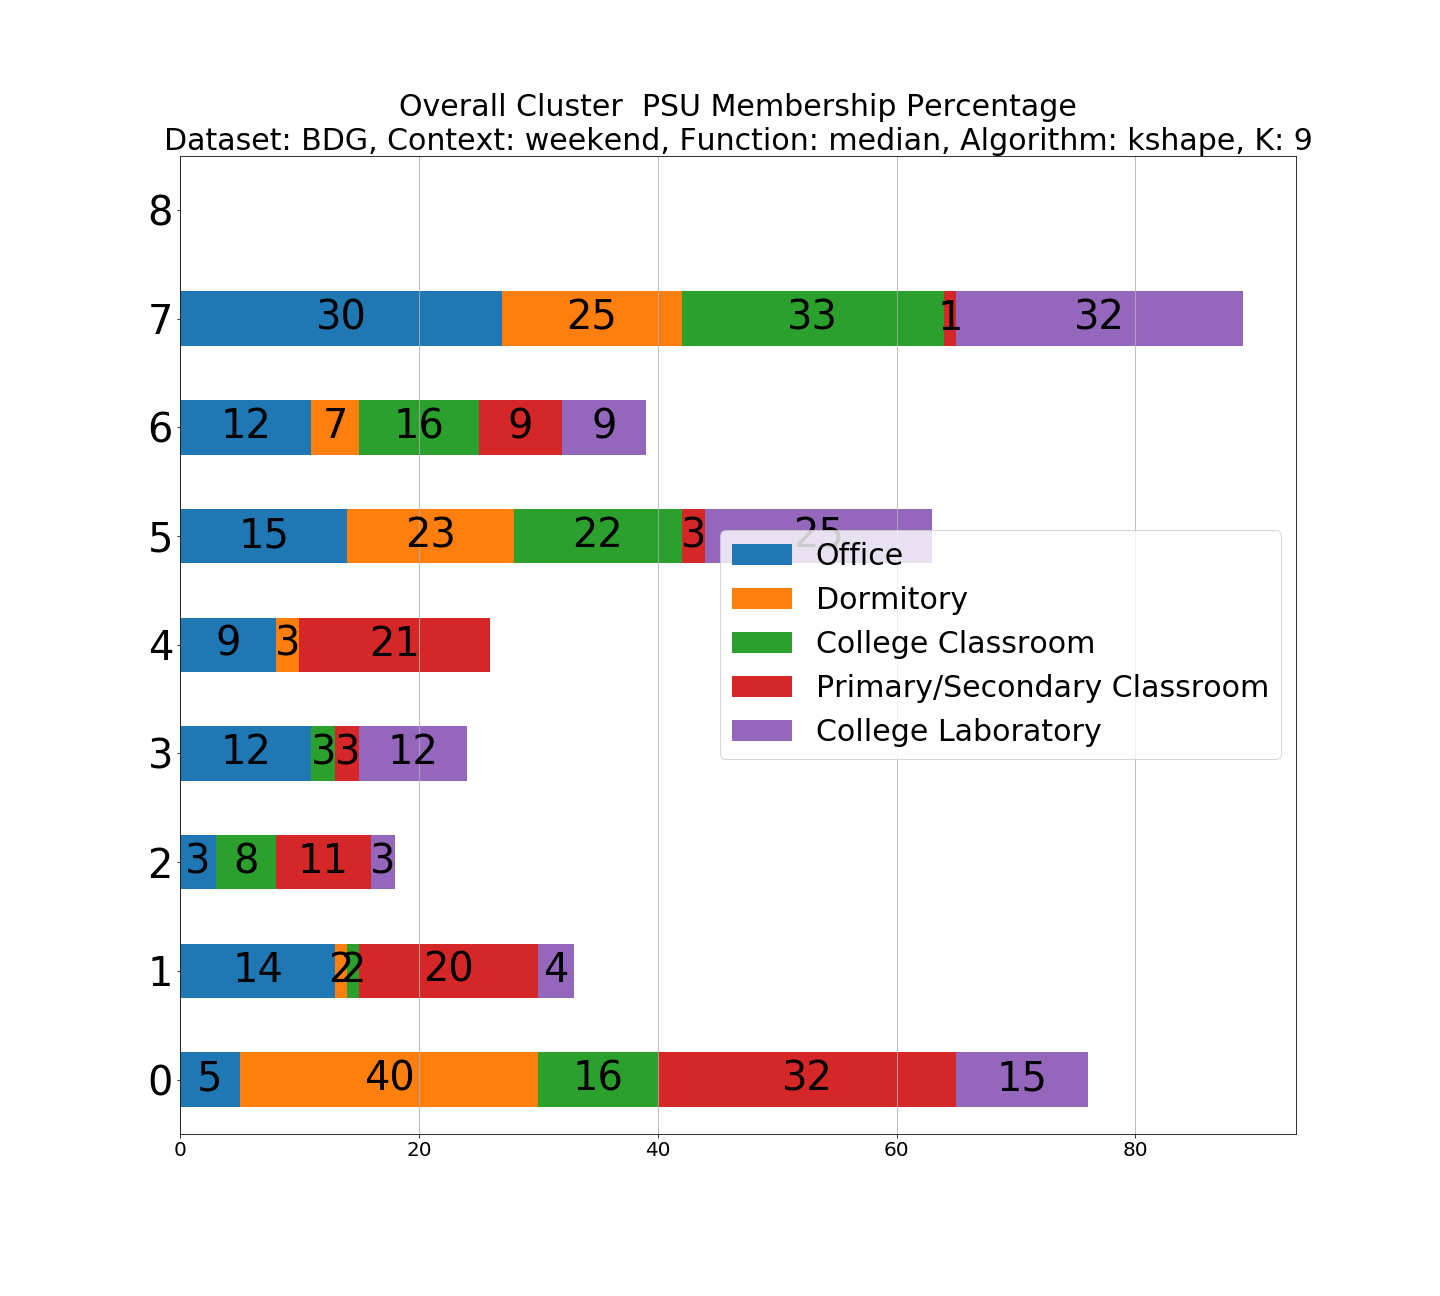 Overall Cluster  PSU Membership Percentage
Dataset: BDG, Context: weekend, Function: median, Algorithm: kshape, K: 9
8
7 30 25 33 1 32
6 12 7 16 9 9
5 15 23 22 3 25
Office
Dormitory
College Classroom
Primary/Secondary Classroom
College Laboratory
4 9 3 21
3 12 3 3 12
2 3 8 11 3
1 14 2 2 20 4
0 5 40 16 32 15
0 20 40 60 80